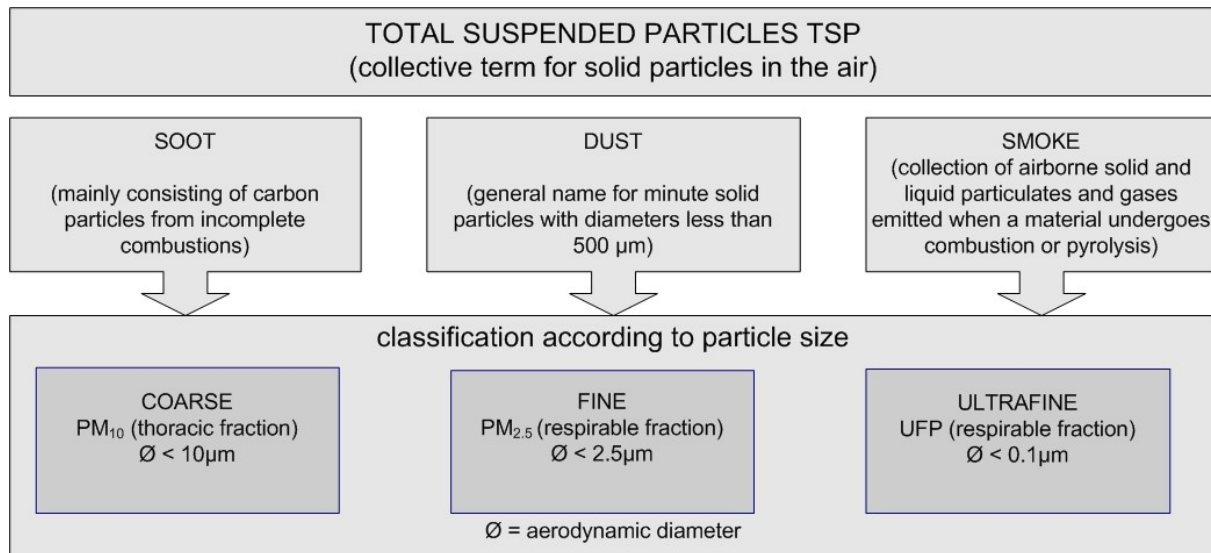 TOTAL SUSPENDED PARTICLES TSP
(collective term for solid particles in the air)
SOOT
(mainly consisting of carbon
particles from incomplete
combustions)
DUST
(general name for minute solid
particles with diameters less than
500 µm)
SMOKE
(collection of airborne solid and
liquid particulates and gases
emitted when a material undergoes
combustion or pyrolysis)
classification according to particle size
COARSE
PM₁₀ (thoracic fraction)
Ø < 10µm
FINE
PM₂.₅ (respirable fraction)
Ø < 2.5µm
ULTRAFINE
UFP (respirable fraction)
Ø < 0.1µm
Ø = aerodynamic diameter